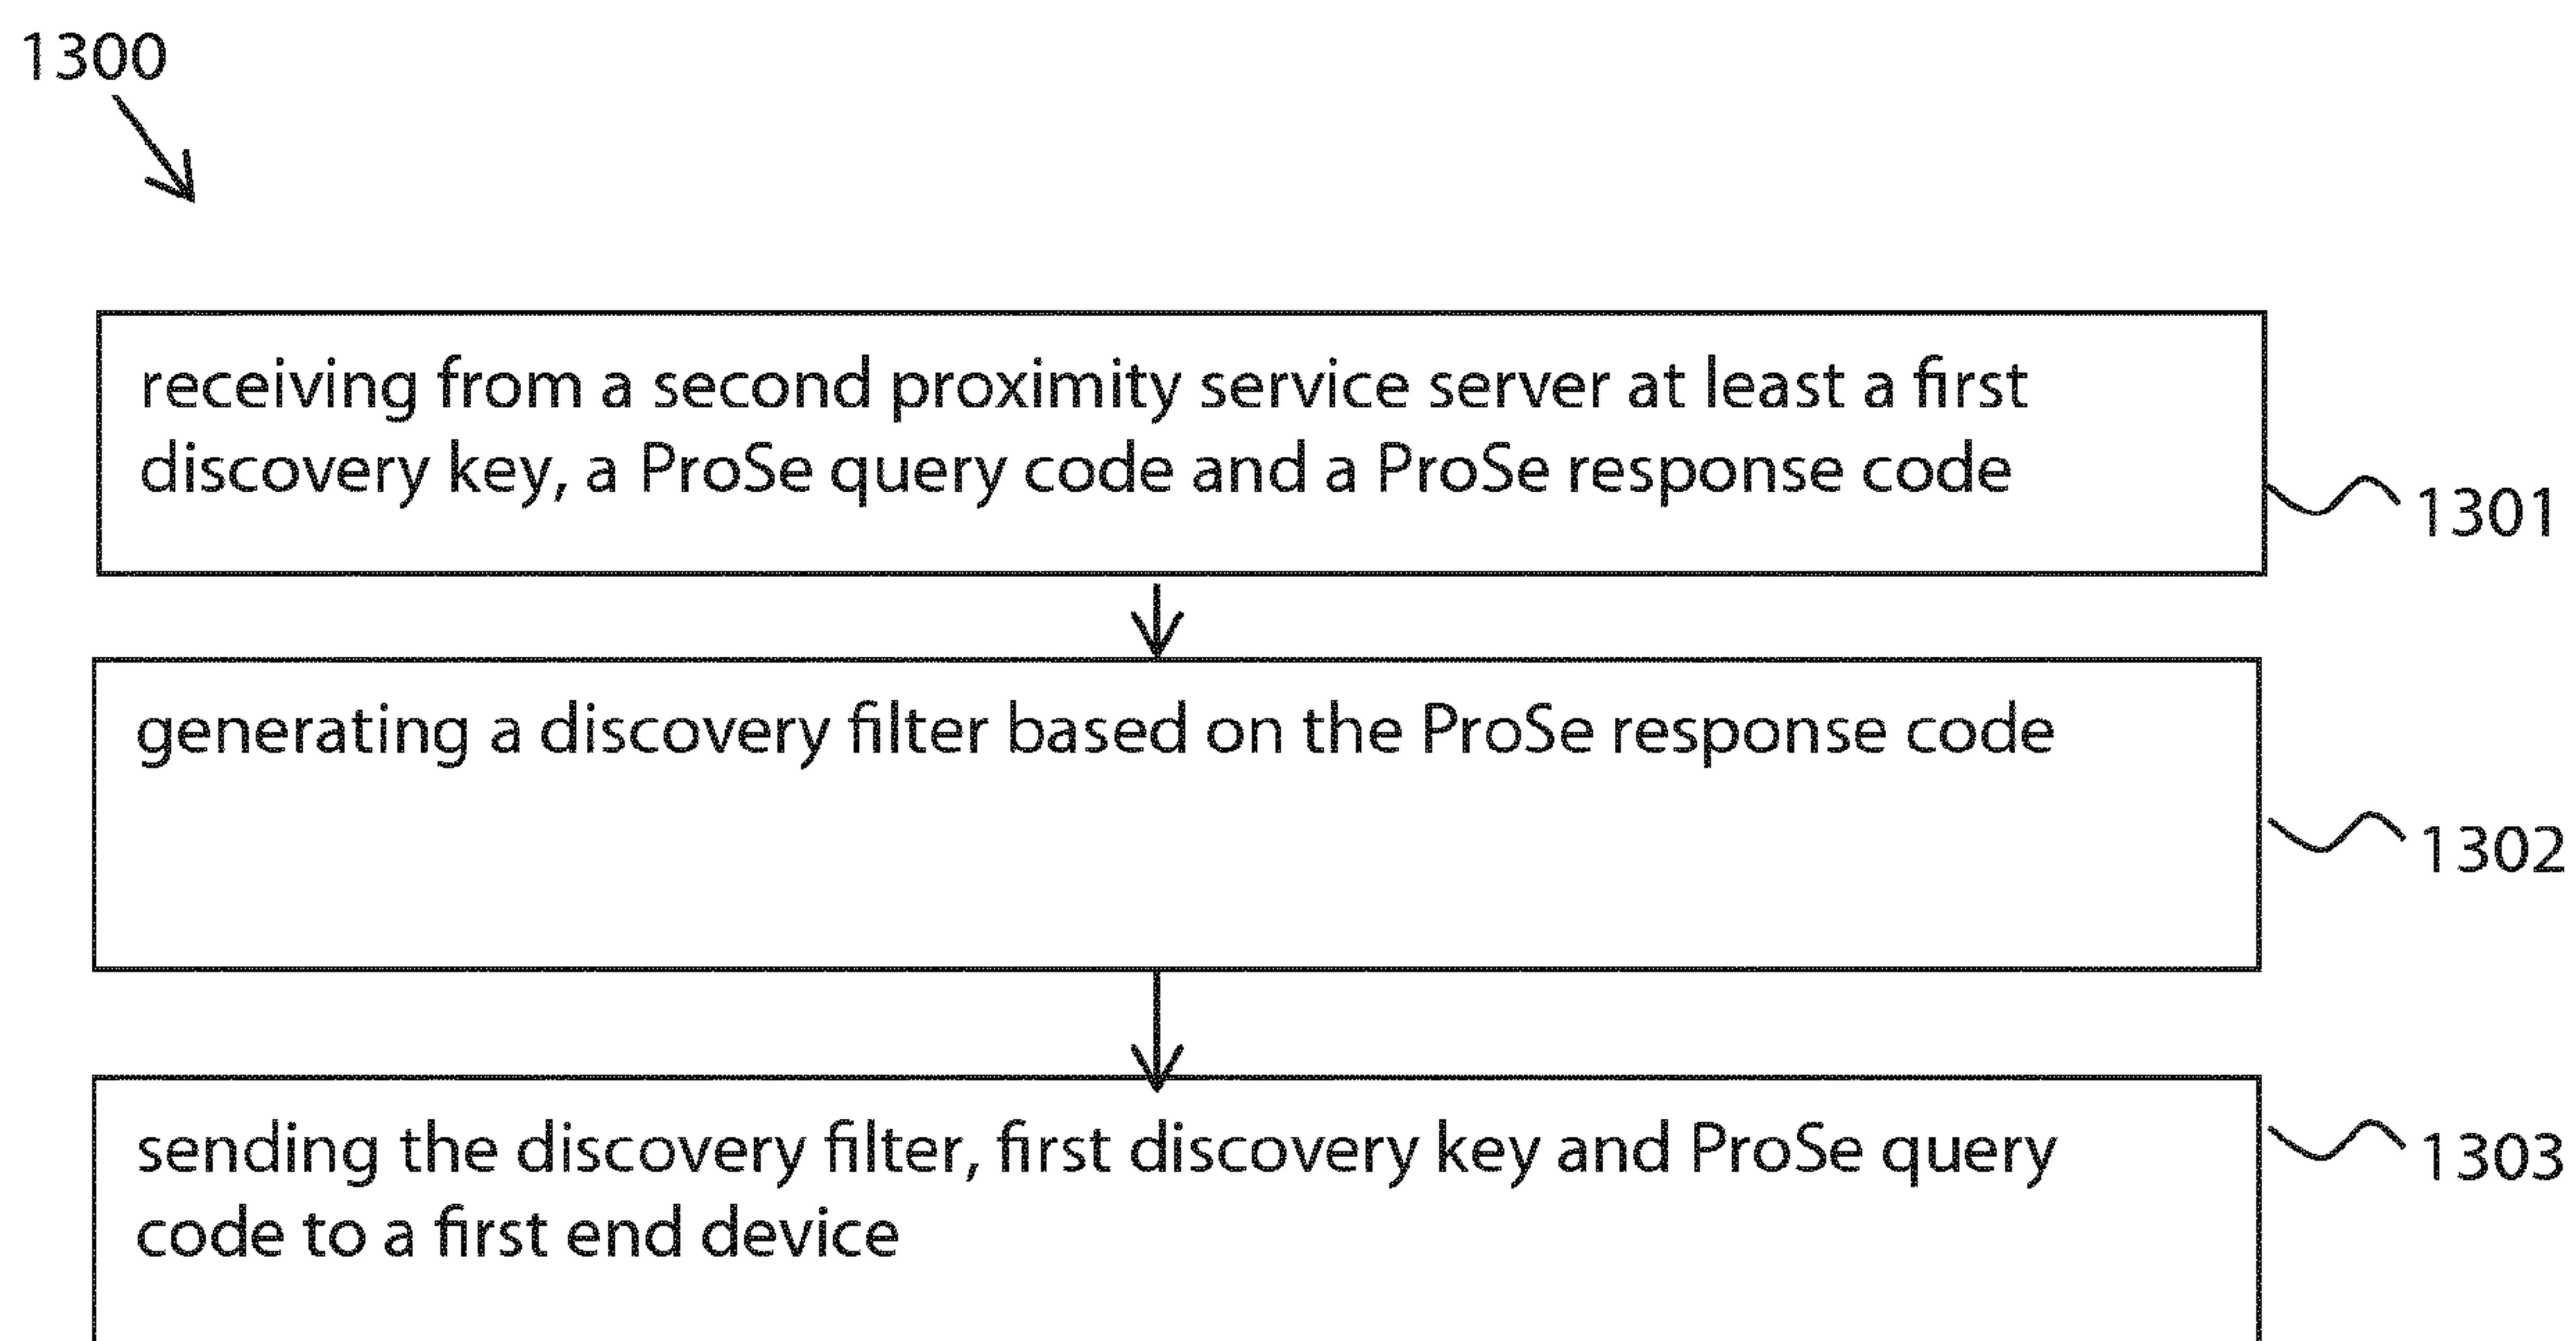 1300
receiving from a second proximity service server at least a first
discovery key, a ProSe query code and a ProSe response code
1301
generating a discovery filter based on the ProSe response code
1302
sending the discovery filter, first discovery key and ProSe query
code to a first end device
1303